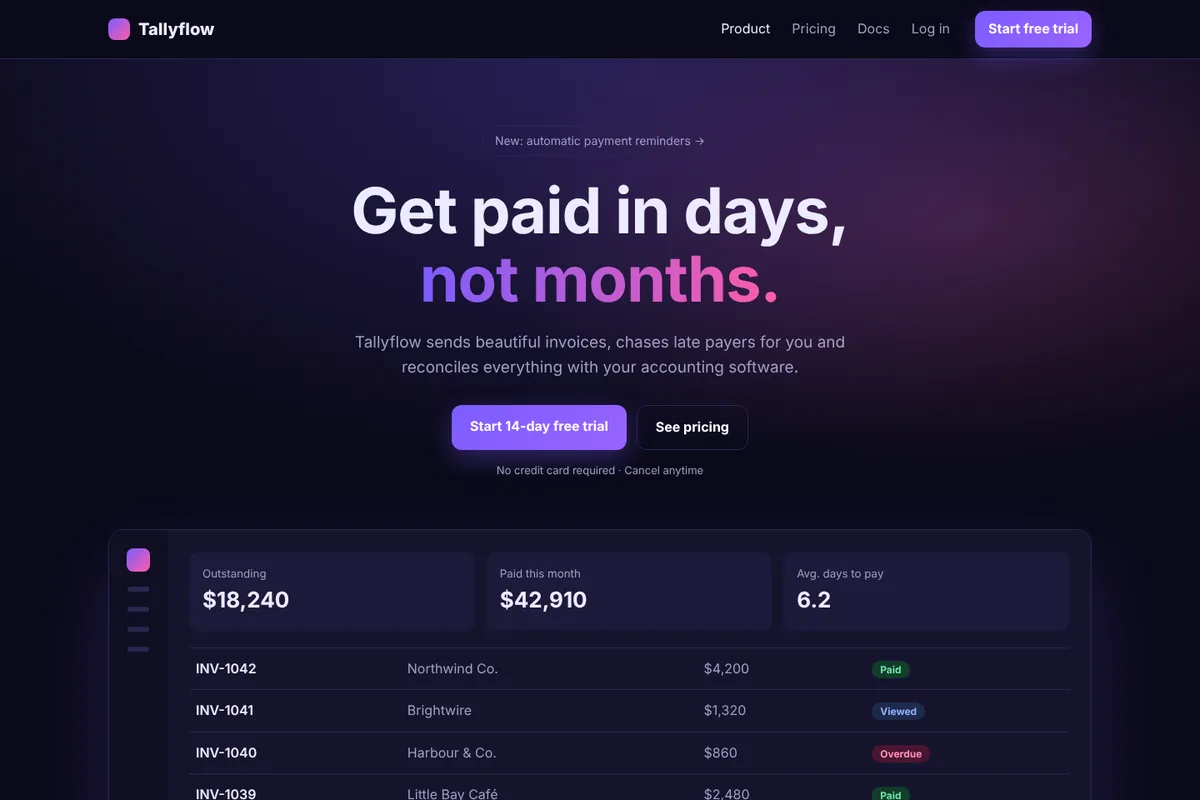 Tallyflow
Product Pricing Docs Log in Start free trial
New: automatic payment reminders →
Get paid in days,
not months.
Tallyflow sends beautiful invoices, chases late payers for you and
reconciles everything with your accounting software.
Start 14-day free trial See pricing
No credit card required · Cancel anytime
Outstanding Paid this month Avg. days to pay
$18,240 $42,910 6.2
INV-1042 Northwind Co. $4,200 Paid
INV-1041 Brightwire $1,320 Viewed
INV-1040 Harbour & Co. $860 Overdue
INV-1039 Little Bay Café $2,480 Paid